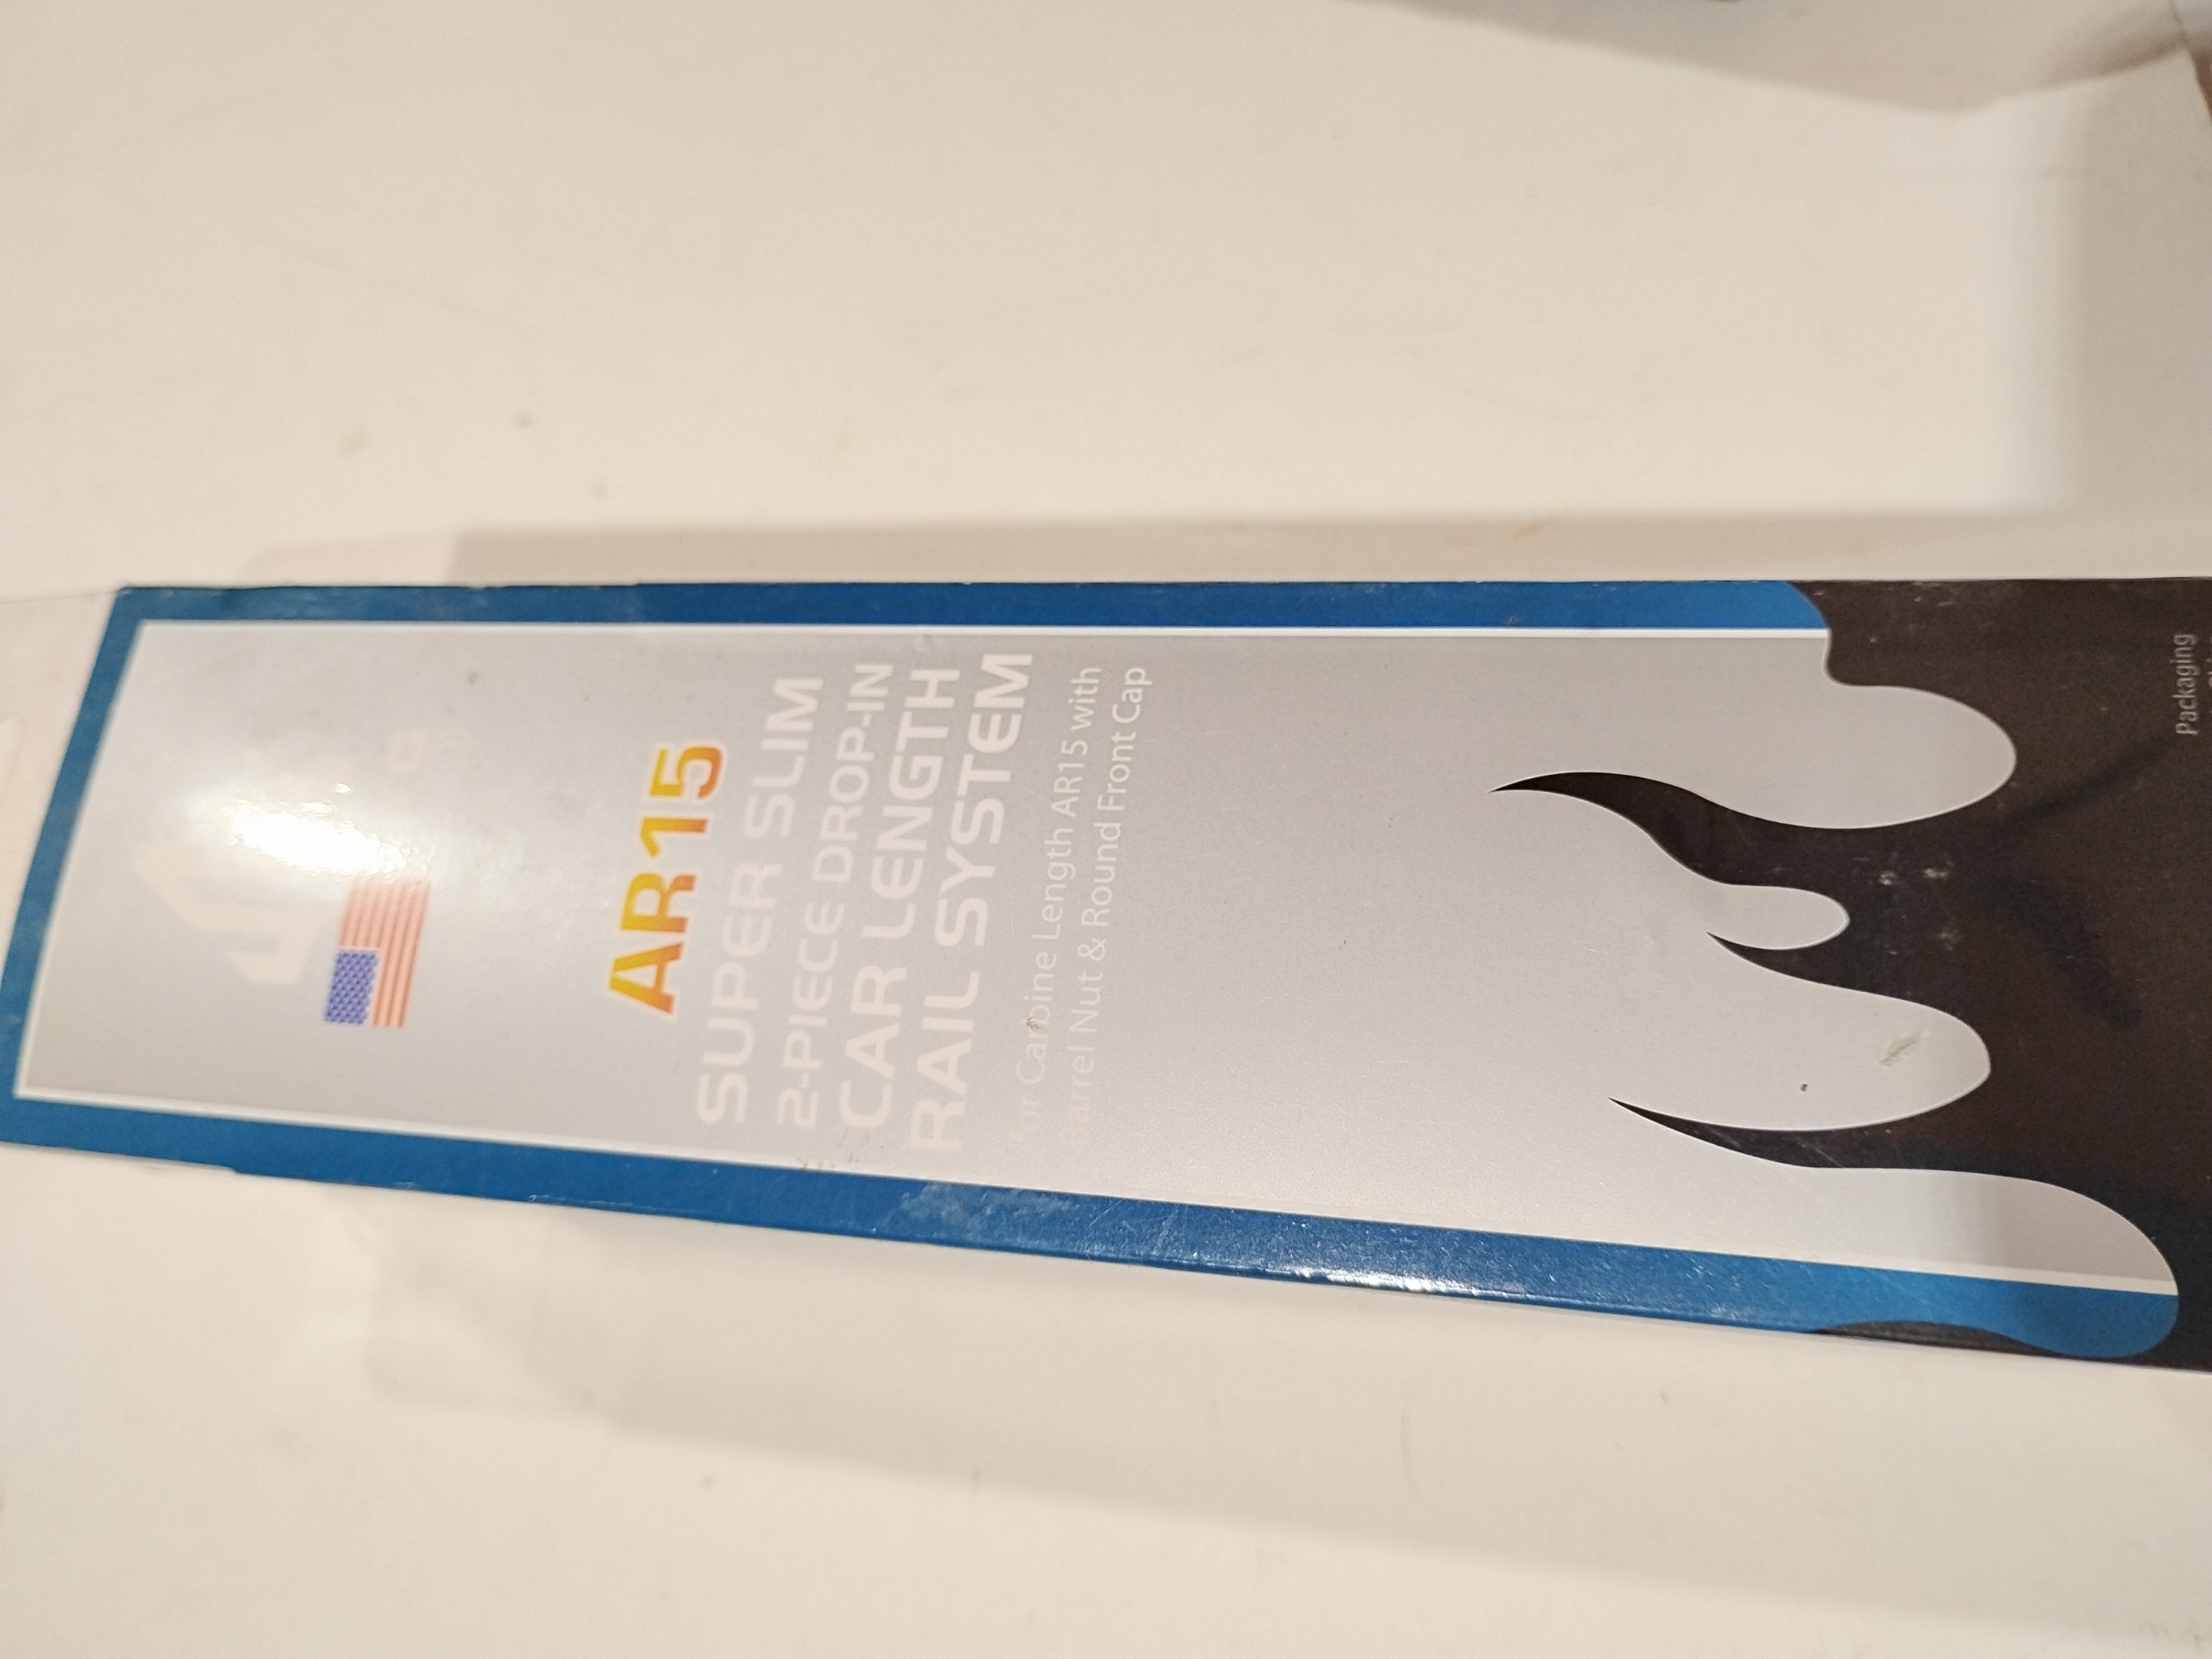 AR15
SUPER SLIM
2-PIECE DROP-IN
CAR LENGTH
RAIL SYSTEM
for Carbine Length AR15 with
Barrel Nut & Round Front Cap
Packaging